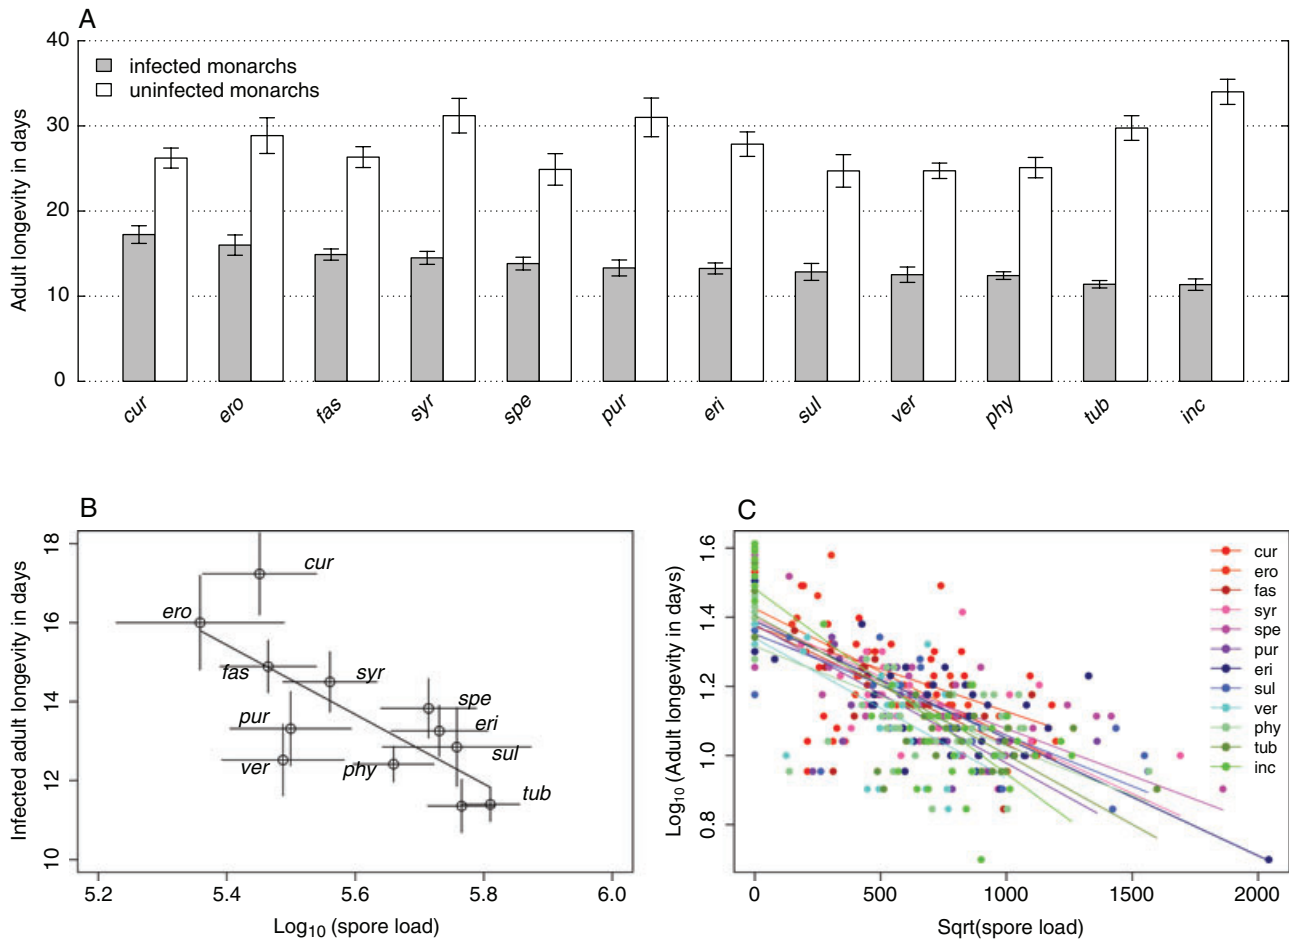 A
Adult longevity in days
40
30
20
10
0
infected monarchs
uninfected monarchs
cur ero fas syr spe pur eri sul ver phy tub inc
B
Infected adult longevity in days
18
16
14
12
10
cur
ero
fas
syr
spe
pur
eri
sul
ver
phy
tub
5.2 5.4 5.6 5.8 6.0
Log10 (spore load)
C
Log10 (Adult longevity in days)
1.6
1.4
1.2
1.0
0.8
cur
ero
fas
syr
spe
pur
eri
sul
ver
phy
tub
inc
0 500 1000 1500 2000
Sqrt(spore load)